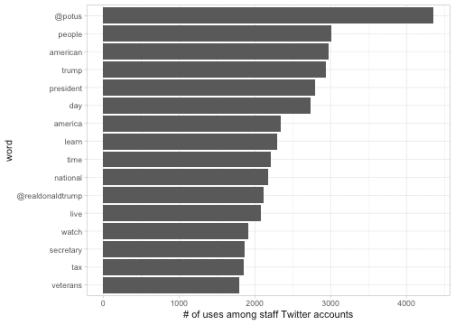 @potus
people
american
trump
president
day
america
learn
time
national
@realdonaldtrump
live
watch
secretary
tax
veterans
word
0 1000 2000 3000 4000
# of uses among staff Twitter accounts